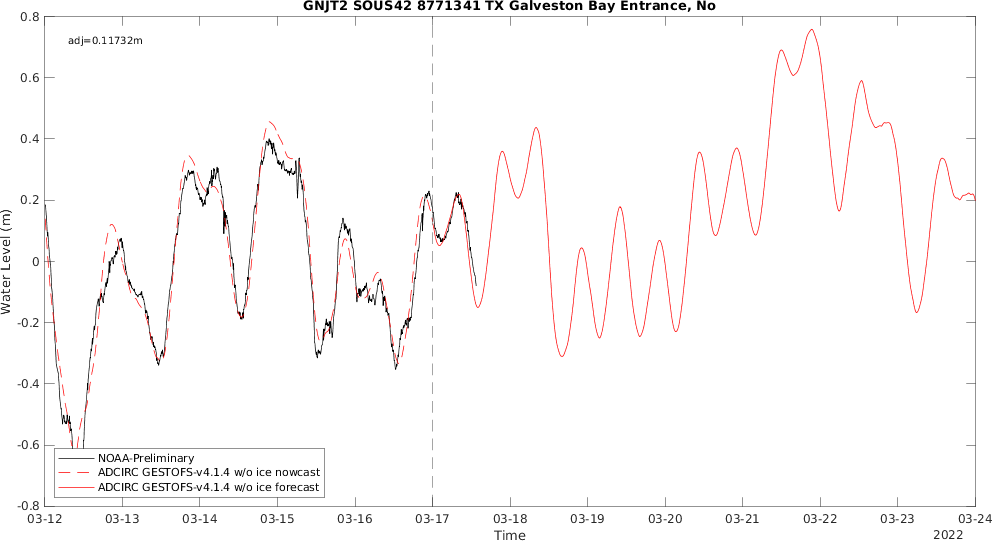 GNJT2 SOUS42 8771341 TX Galveston Bay Entrance, No
adj=0.11732m
Water Level (m)
0.8
0.6
0.4
0.2
0
-0.2
-0.4
-0.6
-0.8
NOAA-Preliminary
ADCIRC GESTOFS-v4.1.4 w/o ice nowcast
ADCIRC GESTOFS-v4.1.4 w/o ice forecast
03-12 03-13 03-14 03-15 03-16 03-17 03-18 03-19 03-20 03-21 03-22 03-23 03-24
Time
2022